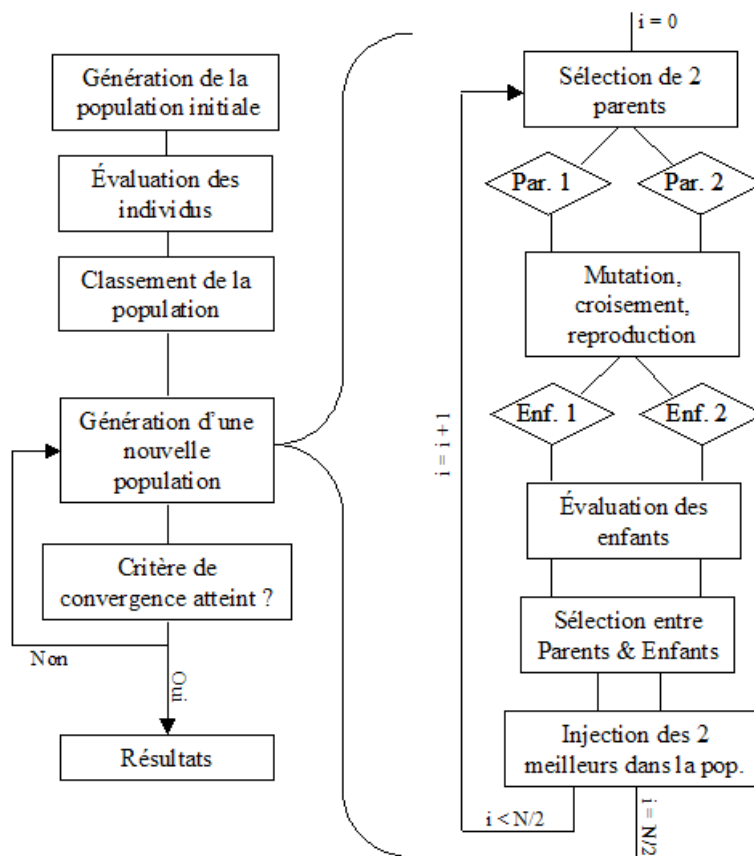 Génération de la
population initiale
Évaluation des
individus
Classement de la
population
Génération d'une
nouvelle
population
Critère de
convergence atteint ?
Non
Oui
Résultats
i = 0
Sélection de 2
parents
Par. 1
Par. 2
Mutation,
croisement,
reproduction
Enf. 1
Enf. 2
i = i + 1
Évaluation des
enfants
Sélection entre
Parents & Enfants
Injection des 2
meilleurs dans la pop.
i < N/2
i = N/2